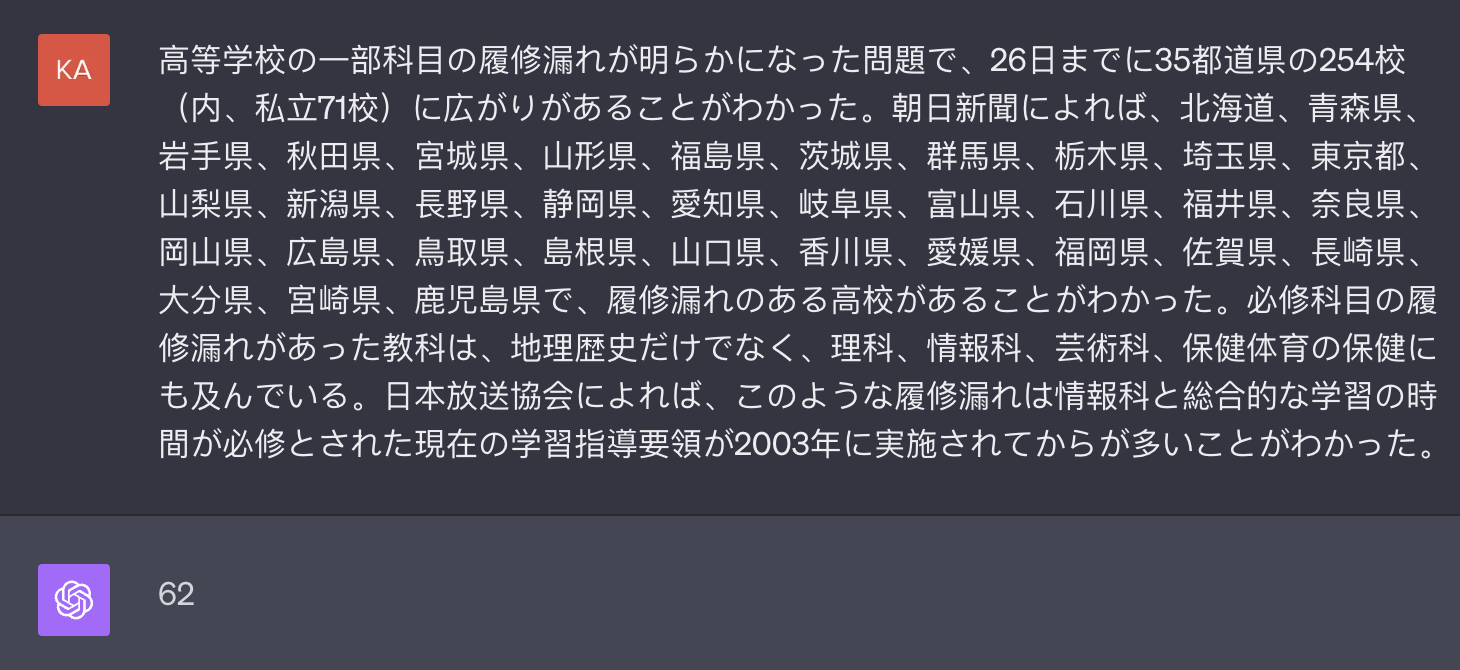 KA
高等学校の一部科目の履修漏れが明らかになった問題で、26日までに35都道県の254校
（内、私立71校）に広がりがあることがわかった。朝日新聞によれば、北海道、青森県、
岩手県、秋田県、宮城県、山形県、福島県、茨城県、群馬県、栃木県、埼玉県、東京都、
山梨県、新潟県、長野県、静岡県、愛知県、岐阜県、富山県、石川県、福井県、奈良県、
岡山県、広島県、鳥取県、島根県、山口県、香川県、愛媛県、福岡県、佐賀県、長崎県、
大分県、宮崎県、鹿児島県で、履修漏れのある高校があることがわかった。必修科目の履
修漏れがあった教科は、地理歴史だけでなく、理科、情報科、芸術科、保健体育の保健に
も及んでいる。日本放送協会によれば、このような履修漏れは情報科と総合的な学習の時
間が必修とされた現在の学習指導要領が2003年に実施されてからが多いことがわかった。
62